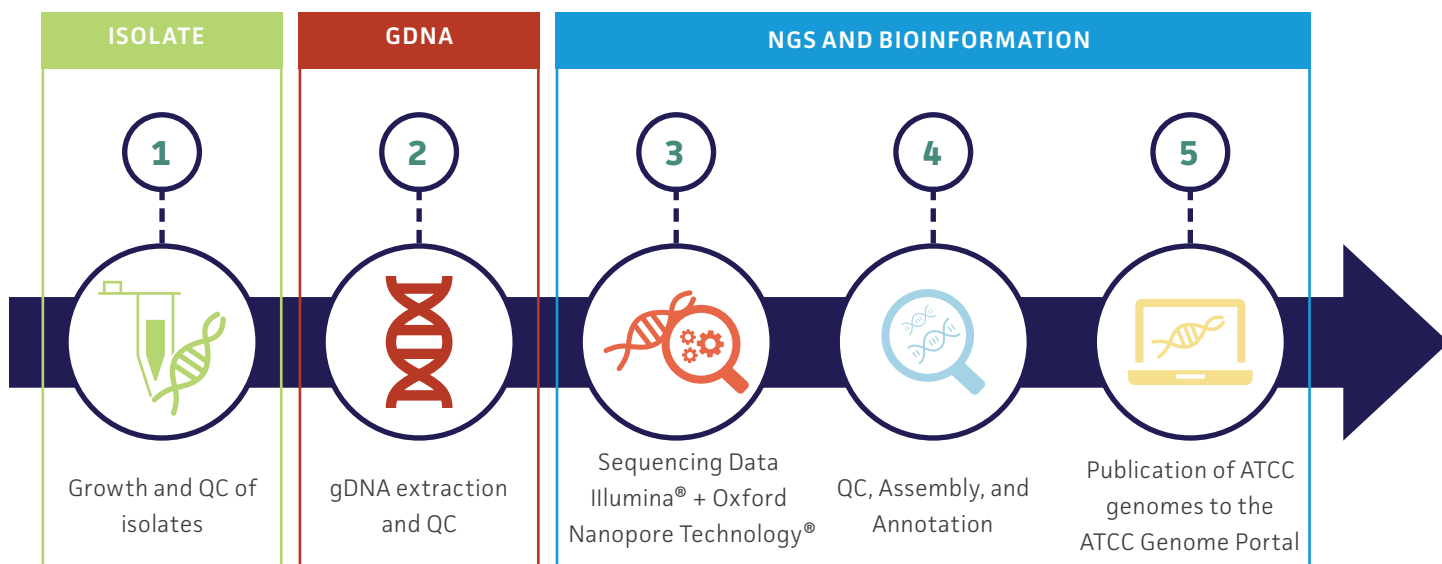 ISOLATE
GDNA
NGS AND BIOINFORMATION
1
2
3
4
5
Growth and QC of
isolates
gDNA extraction
and QC
Sequencing Data
Illumina® + Oxford
Nanopore Technology®
QC, Assembly, and
Annotation
Publication of ATCC
genomes to the
ATCC Genome Portal